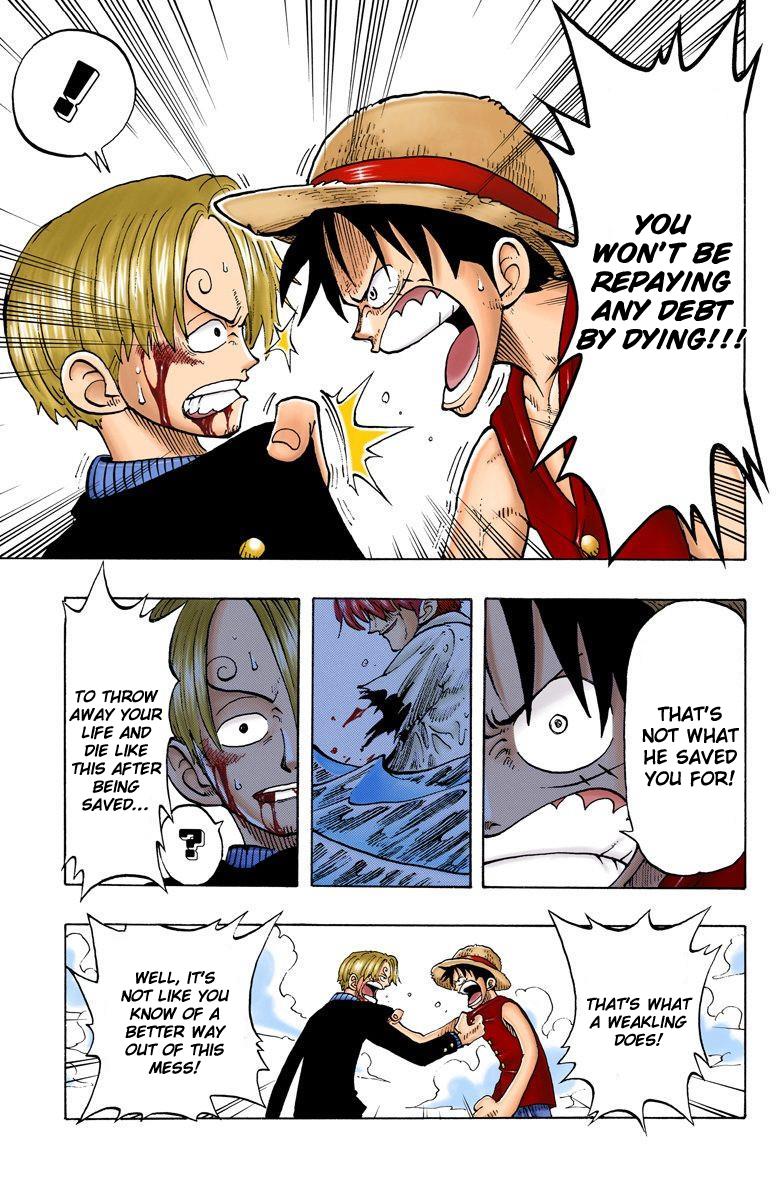 YOU
WON'T BE
REPAYING
ANY DEBT
BY DYING!!!
!
THAT'S
NOT WHAT
HE SAVED
YOU FOR!
TO THROW
AWAY YOUR
LIFE AND
DIE LIKE
THIS AFTER
BEING
SAVED...
?
THAT'S WHAT
A WEAKLING
DOES!
WELL, IT'S
NOT LIKE YOU
KNOW OF A
BETTER WAY
OUT OF THIS
MESS!